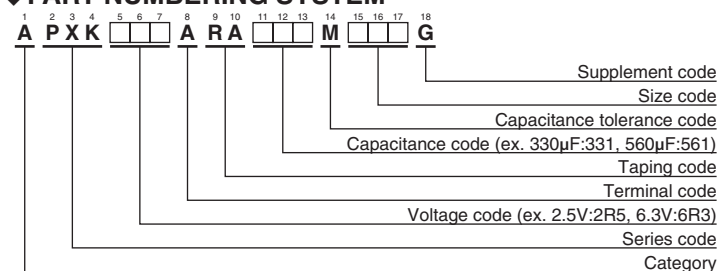 ◆PART NUMBERING SYSTEM
1 2 3 4 5 6 7 8 9 10 11 12 13 14 15 16 17 18
A P X K □□□ A R A □□□ M □□□ G
Supplement code
Size code
Capacitance tolerance code
Capacitance code (ex. 330µF:331, 560µF:561)
Taping code
Terminal code
Voltage code (ex. 2.5V:2R5, 6.3V:6R3)
Series code
Category